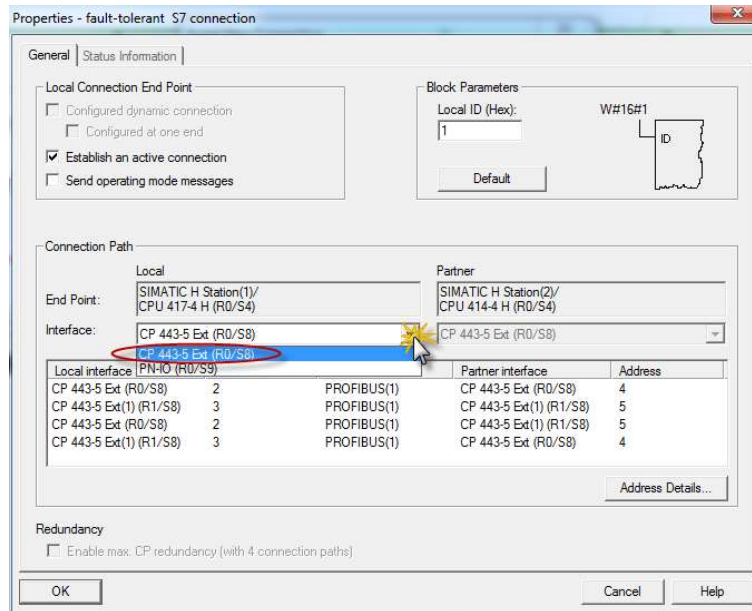 Properties - fault-tolerant S7 connection
General Status Information
Local Connection End Point
Configured dynamic connection
Configured at one end
Establish an active connection
Send operating mode messages
Block Parameters
Local ID (Hex):
W#16#1
1
ID
Default
Connection Path
Local Partner
End Point: SIMATIC H Station(1)/ SIMATIC H Station(2)/
CPU 417-4 H (R0/S4) CPU 414-4 H (R0/S4)
Interface: CP 443-5 Ext (R0/S8) CP 443-5 Ext (R0/S8)
CP 443-5 Ext (R0/S8)
PN-IO (R0/S9)
Local interface Partner interface Address
CP 443-5 Ext (R0/S8) 2 PROFIBUS(1) CP 443-5 Ext (R0/S8) 4
CP 443-5 Ext(1) (R1/S8) 3 PROFIBUS(1) CP 443-5 Ext(1) (R1/S8) 5
CP 443-5 Ext (R0/S8) 2 PROFIBUS(1) CP 443-5 Ext(1) (R1/S8) 5
CP 443-5 Ext(1) (R1/S8) 3 PROFIBUS(1) CP 443-5 Ext (R0/S8) 4
Address Details...
Redundancy
Enable max. CP redundancy (with 4 connection paths)
OK Cancel Help